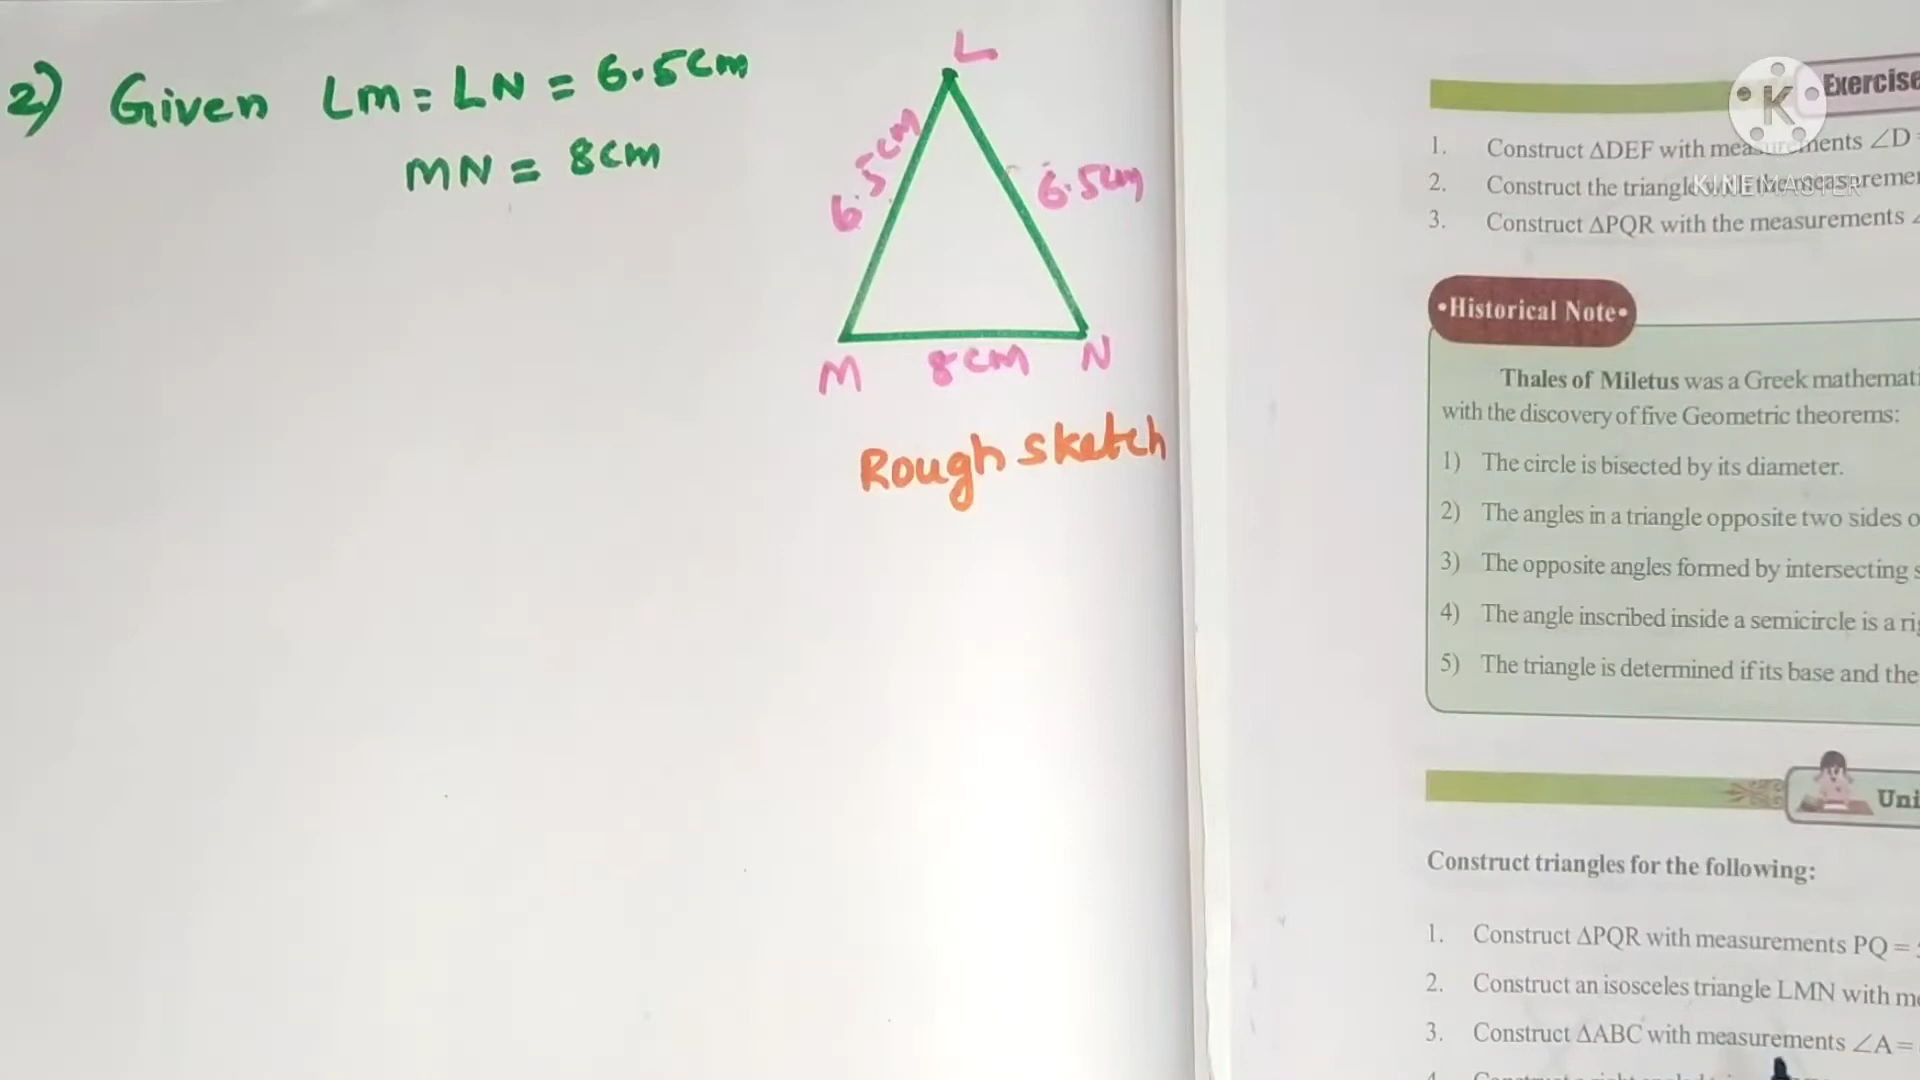 2) Given LM = LN = 6.5cm
MN = 8cm
L
6.5cm
6.5cm
M 8cm N
Rough sketch
Exercise
K
KINEMASTER
1. Construct ΔDEF with measurements ∠D
2. Construct the triangle
3. Construct ΔPQR with the measurements
•Historical Note•
Thales of Miletus was a Greek mathemati
with the discovery of five Geometric theorems:
1) The circle is bisected by its diameter.
2) The angles in a triangle opposite two sides o
3) The opposite angles formed by intersecting s
4) The angle inscribed inside a semicircle is a rig
5) The triangle is determined if its base and the
Uni
Construct triangles for the following:
1. Construct ΔPQR with measurements PQ =
2. Construct an isosceles triangle LMN with me
3. Construct ΔABC with measurements ∠A =